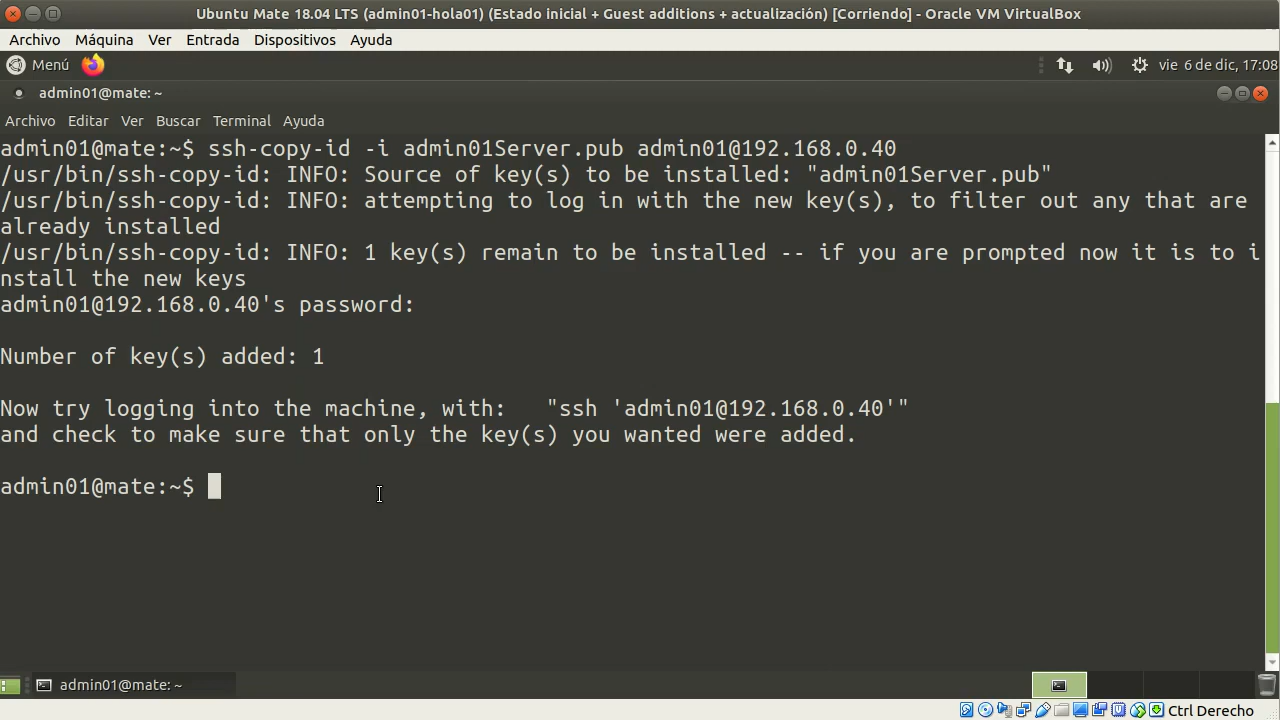 Ubuntu Mate 18.04 LTS (admin01-hola01) (Estado inicial + Guest additions + actualización) [Corriendo] - Oracle VM VirtualBox
Archivo Máquina Ver Entrada Dispositivos Ayuda
Menú vie 6 de dic, 17:08
admin01@mate: ~
Archivo Editar Ver Buscar Terminal Ayuda
admin01@mate:~$ ssh-copy-id -i admin01Server.pub admin01@192.168.0.40
/usr/bin/ssh-copy-id: INFO: Source of key(s) to be installed: "admin01Server.pub"
/usr/bin/ssh-copy-id: INFO: attempting to log in with the new key(s), to filter out any that are
already installed
/usr/bin/ssh-copy-id: INFO: 1 key(s) remain to be installed -- if you are prompted now it is to i
nstall the new keys
admin01@192.168.0.40's password:
Number of key(s) added: 1
Now try logging into the machine, with:   "ssh 'admin01@192.168.0.40'"
and check to make sure that only the key(s) you wanted were added.
admin01@mate:~$
admin01@mate: ~
Ctrl Derecho